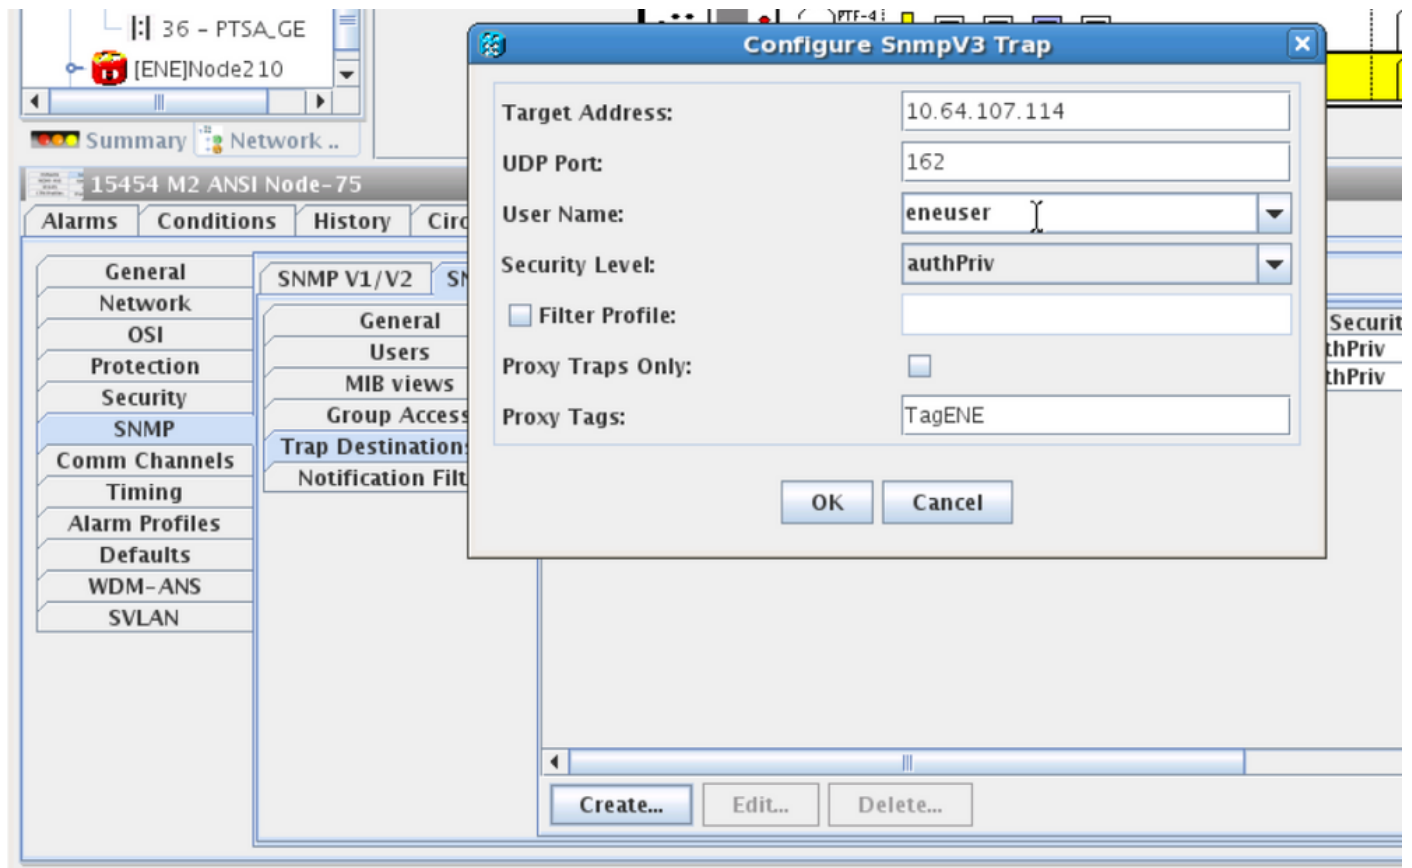 36 - PTSA_GE
[ENE]Node210
Summary
Network ..
PTF-4
15454 M2 ANSI Node-75
Alarms
Conditions
History
Circ
General
Network
OSI
Protection
Security
SNMP
Comm Channels
Timing
Alarm Profiles
Defaults
WDM-ANS
SVLAN
SNMP V1/V2
SN
General
Users
MIB views
Group Access
Trap Destinations
Notification Filt
Configure SnmpV3 Trap
Target Address: 10.64.107.114
UDP Port: 162
User Name: eneuser
Security Level: authPriv
Filter Profile:
Proxy Traps Only:
Proxy Tags: TagENE
OK
Cancel
Securit
thPriv
thPriv
Create...
Edit...
Delete...